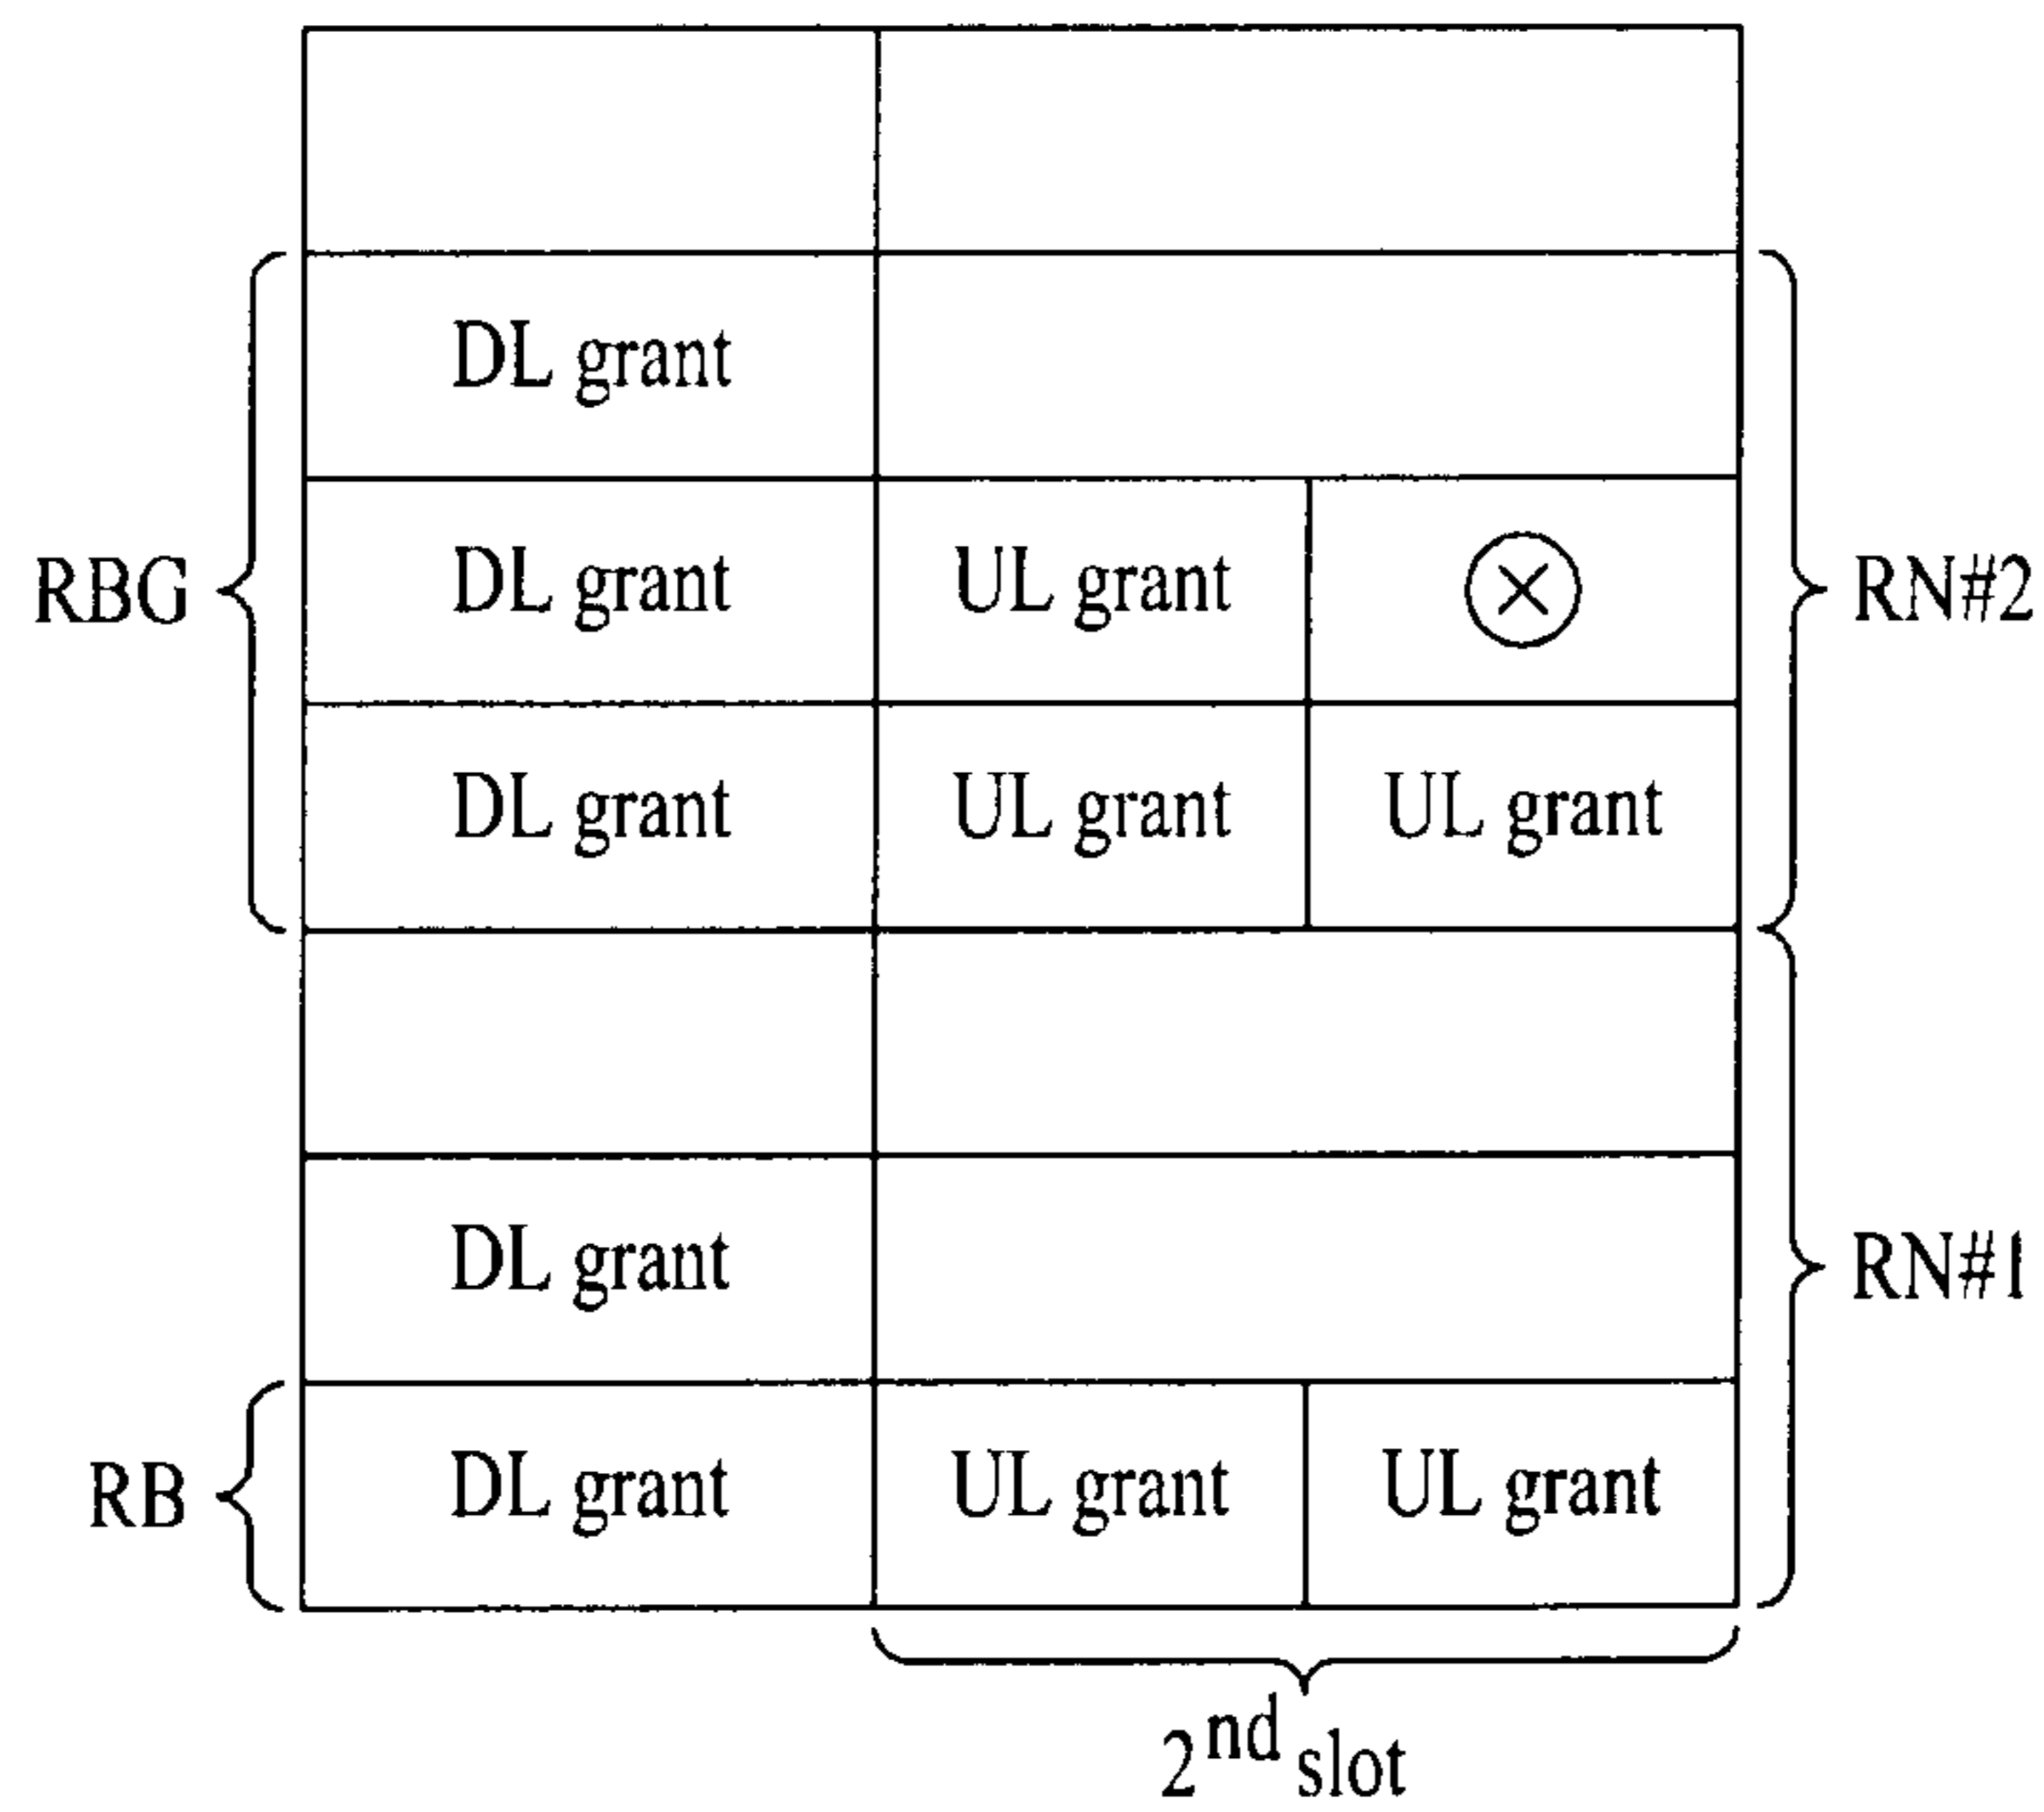 DL grant
RBG DL grant UL grant RN#2
DL grant UL grant UL grant
DL grant RN#1
RB DL grant UL grant UL grant
2nd slot